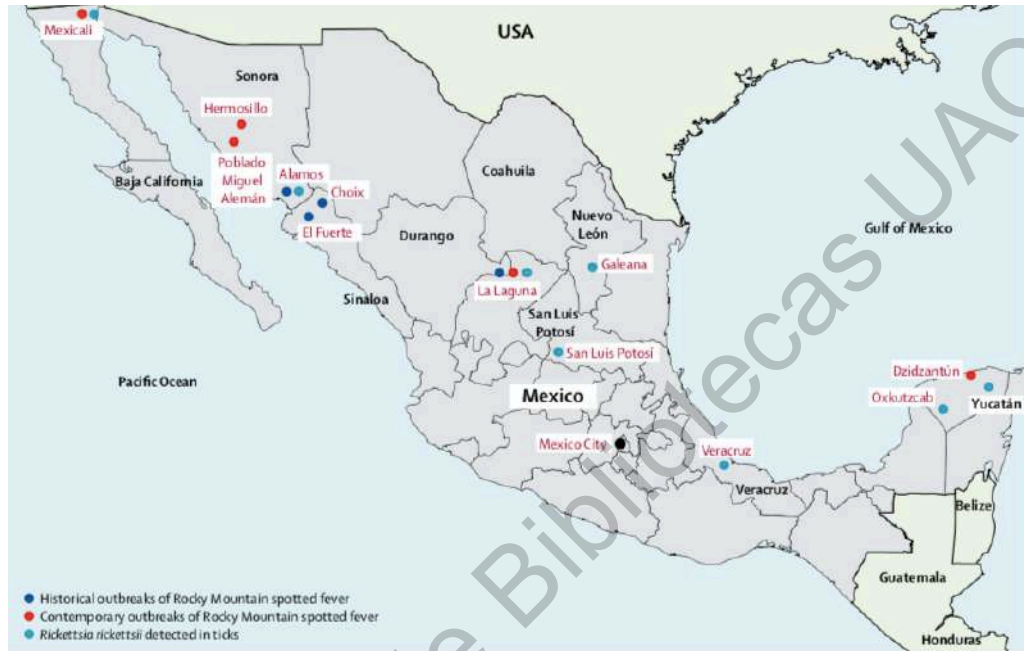 USA
Mexicali
Sonora
Hermosillo
Poblado
Miguel
Alemán
Baja California
Alamos
Choix
El Fuerte
Coahuila
Nuevo
León
Gulf of Mexico
Durango
Galeana
La Laguna
Sinaloa
San Luis
Potosí
San Luis Potosí
Pacific Ocean
Mexico
Dzidzantún
Oxkutzcab
Yucatán
Mexico City
Veracruz
Veracruz
Belize
Guatemala
Honduras
Historical outbreaks of Rocky Mountain spotted fever
Contemporary outbreaks of Rocky Mountain spotted fever
Rickettsia rickettsii detected in ticks
de Bibliotecas UAC